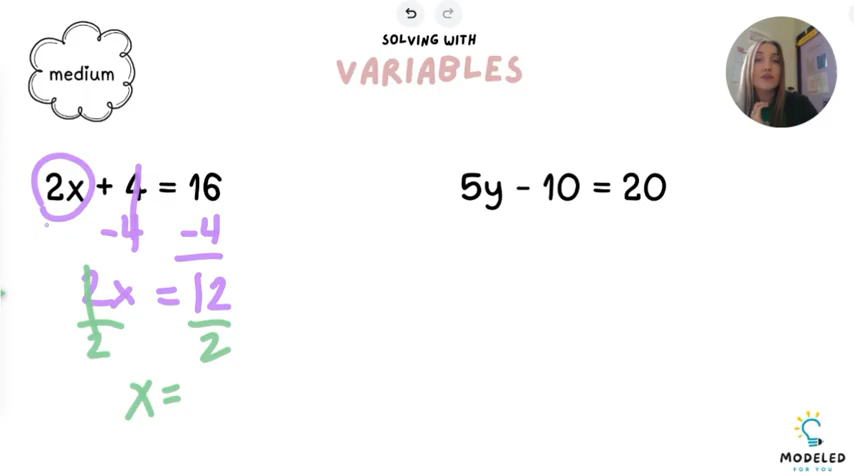 medium
SOLVING WITH
VARIABLES
2x + 4 = 16
-4 -4
2x = 12
2 2
x =
5y - 10 = 20
MODELED
FOR YOU